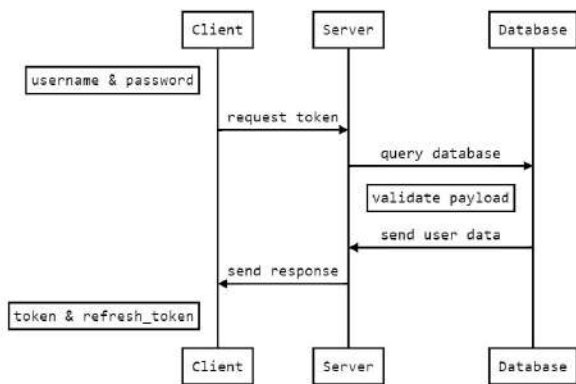 Client
Server
Database
username & password
request token
query database
validate payload
send user data
send response
token & refresh_token
Client
Server
Database